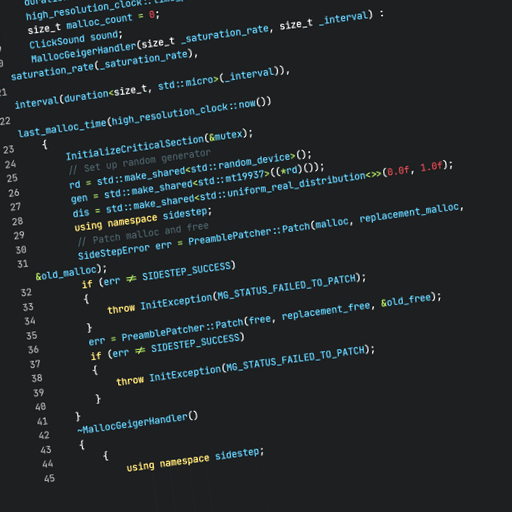 high_resolution_clock::time_
size_t malloc_count = 0;
ClickSound sound;
MallocGeigerHandler(size_t _saturation_rate, size_t _interval) :
saturation_rate(_saturation_rate),
21
interval(duration<size_t, std::micro>(_interval)),
22
last_malloc_time(high_resolution_clock::now())
23 {
24 InitializeCriticalSection(&mutex);
25 // Set up random generator
26 rd = std::make_shared<std::random_device>();
27 gen = std::make_shared<std::mt19937>((*rd)());
28 dis = std::make_shared<std::uniform_real_distribution<>>(0.0f, 1.0f);
29 using namespace sidestep;
30 // Patch malloc and free
31 SideStepError err = PreamblePatcher::Patch(malloc, replacement_malloc,
&old_malloc);
32 if (err ≠ SIDESTEP_SUCCESS)
33 {
34 throw InitException(MG_STATUS_FAILED_TO_PATCH);
35 }
36 err = PreamblePatcher::Patch(free, replacement_free, &old_free);
37 if (err ≠ SIDESTEP_SUCCESS)
38 {
39 throw InitException(MG_STATUS_FAILED_TO_PATCH);
40 }
41 }
42 ~MallocGeigerHandler()
43 {
44 {
45 using namespace sidestep;